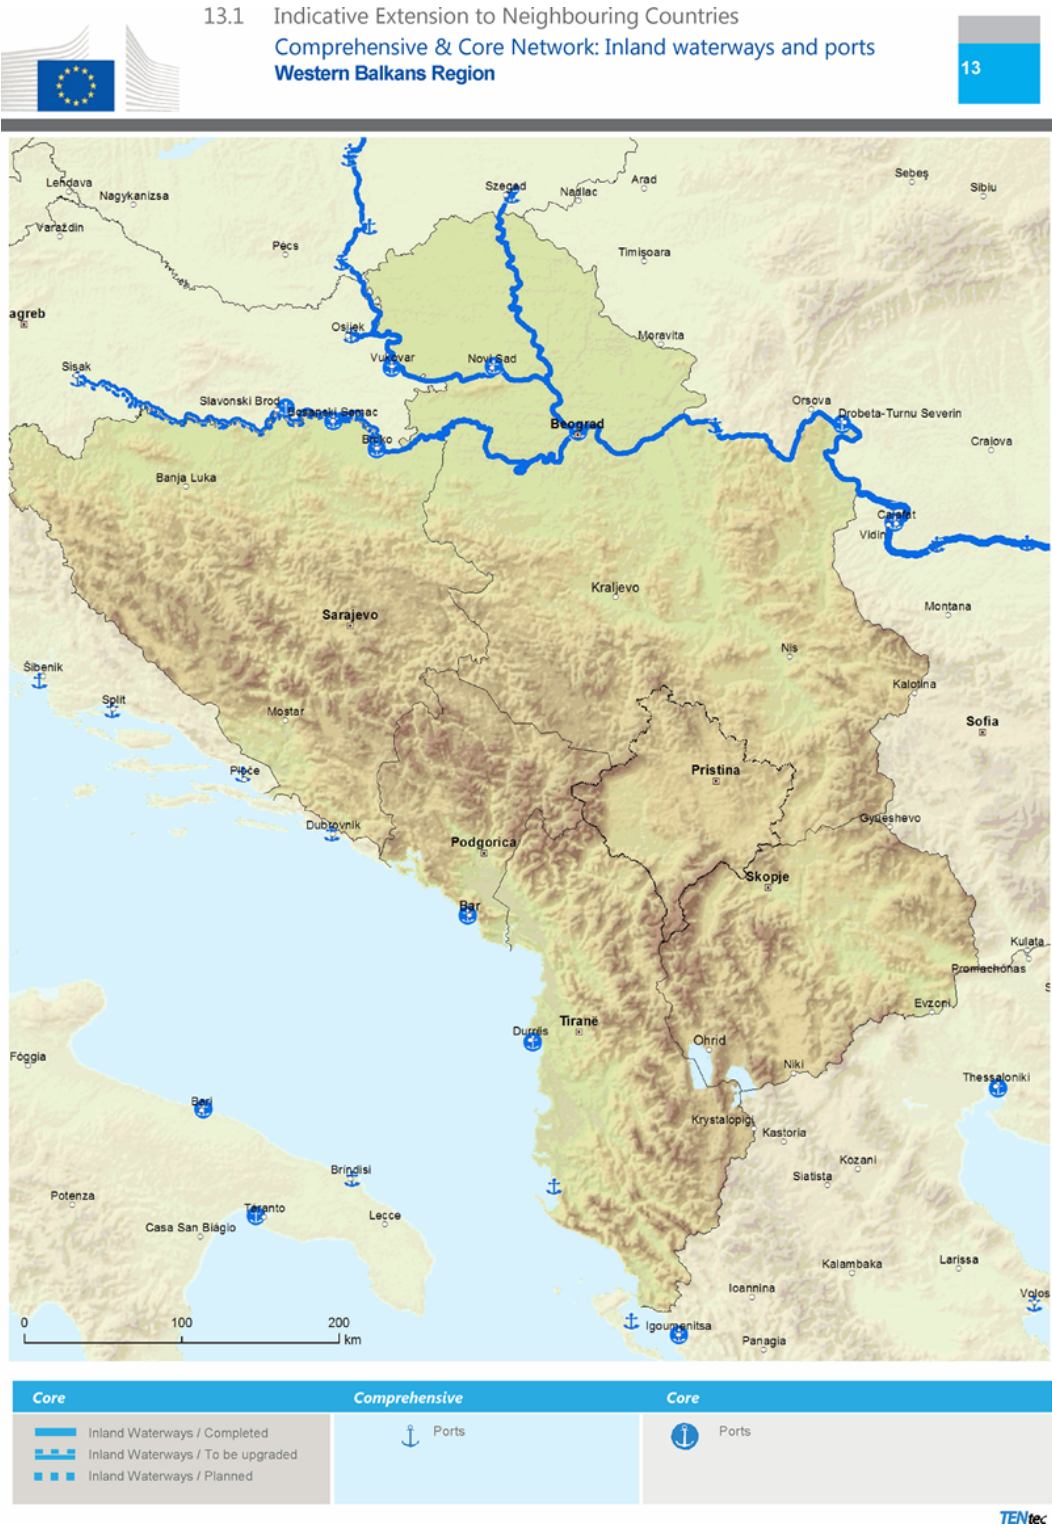 13.1 Indicative Extension to Neighbouring Countries
Comprehensive & Core Network: Inland waterways and ports
Western Balkans Region
13
Lendava
Nagykanizsa
Varaždin
Pécs
Szeged
Nadlac
Arad
Sebeș
Sibiu
Timișoara
agreb
Osijek
Moravita
Sisak
Vukovar
Novi Sad
Slavonski Brod
Bosanski Samac
Orsova
Drobeta-Turnu Severin
Beograd
Brcko
Craiova
Banja Luka
Calafat
Vidin
Kraljevo
Montana
Sarajevo
Nis
Šibenik
Kalotina
Split
Mostar
Sofia
Ploče
Pristina
Dubrovnik
Gyueshevo
Podgorica
Skopje
Bar
Kulata
Promachonas
Evzoni
Durrës
Tiranë
Ohrid
Fóggia
Niki
Thessaloniki
Bari
Krystalopigi
Kastoria
Kozani
Brindisi
Siatista
Potenza
Taranto
Lecce
Casa San Biágio
Kalambaka
Larissa
Ioannina
Volos
Igoumenitsa
Panagia
0 100 200
km
Core Comprehensive Core
Inland Waterways / Completed
Inland Waterways / To be upgraded
Inland Waterways / Planned
Ports
Ports
TENtec